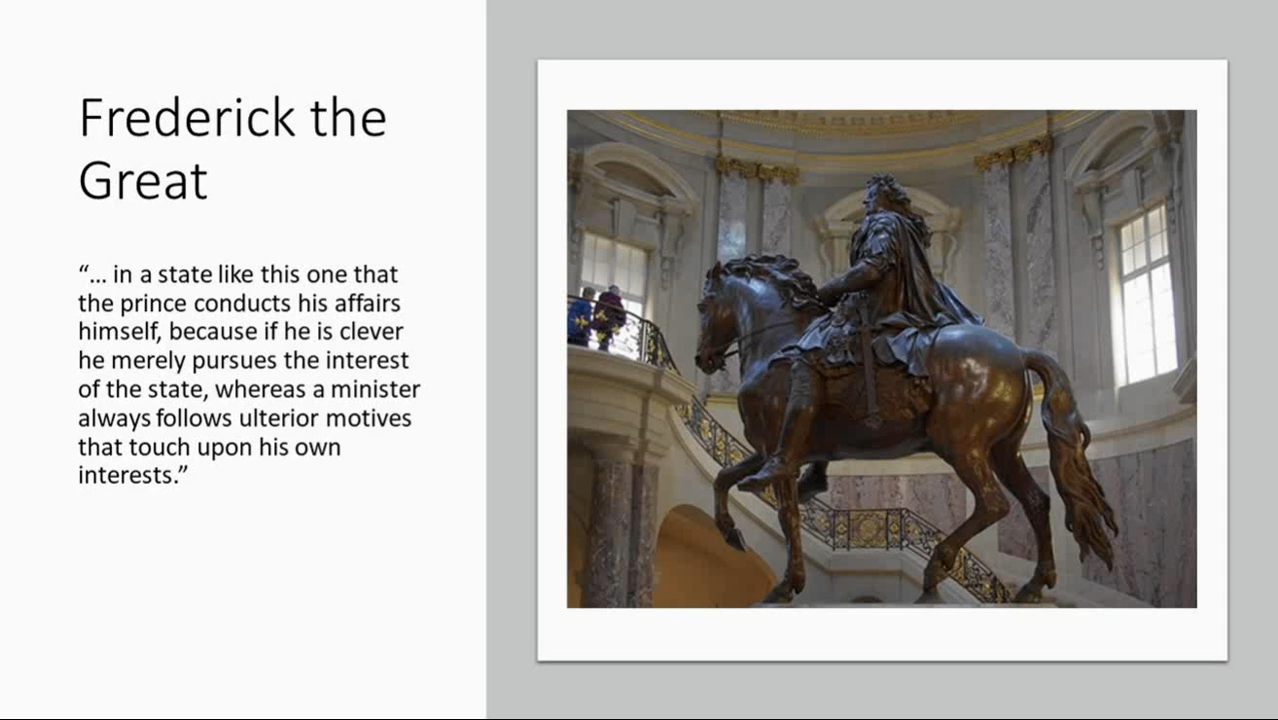 Frederick the
Great
“... in a state like this one that
the prince conducts his affairs
himself, because if he is clever
he merely pursues the interest
of the state, whereas a minister
always follows ulterior motives
that touch upon his own
interests.”